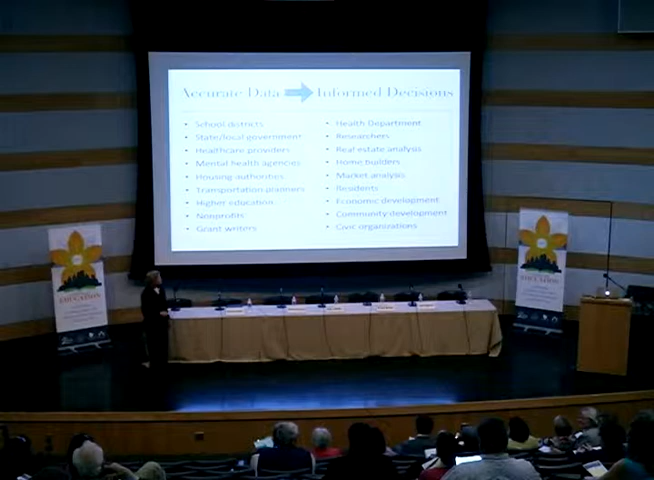 Accurate Data Informed Decisions
• School districts
• State/local government
• Healthcare providers
• Mental health agencies
• Housing authorities
• Transportation planners
• Higher education
• Nonprofits
• Grant writers
• Health Department
• Researchers
• Real estate analysis
• Home builders
• Market analysis
• Residents
• Economic development
• Community development
• Civic organizations
EDUCATION
EDUCATION